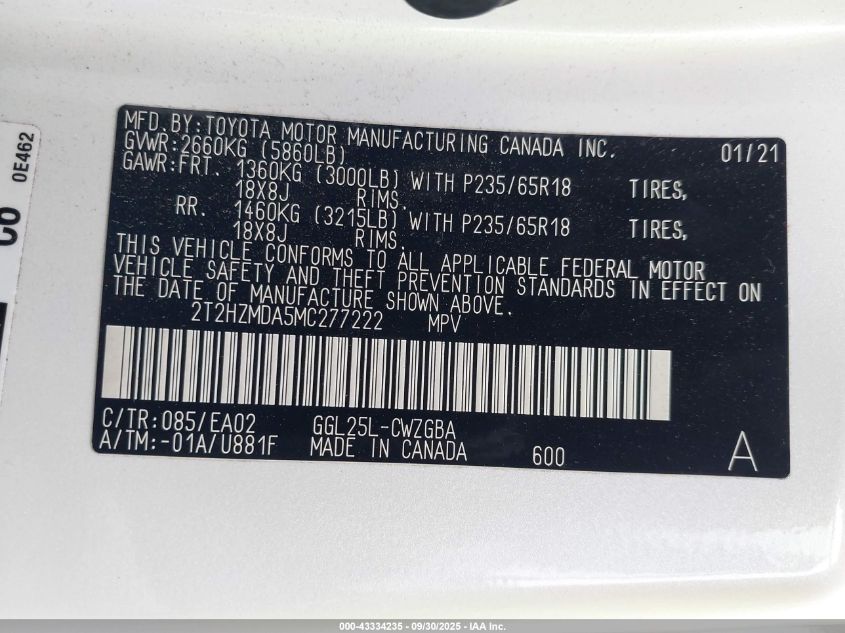 MFD. BY: TOYOTA MOTOR MANUFACTURING CANADA INC. 01/21
GVWR: 2660KG (5860LB)
GAWR: FRT. 1360KG (3000LB) WITH P235/65R18 TIRES,
18X8J RIMS.
RR. 1460KG (3215LB) WITH P235/65R18 TIRES,
18X8J RIMS.
THIS VEHICLE CONFORMS TO ALL APPLICABLE FEDERAL MOTOR
VEHICLE SAFETY AND THEFT PREVENTION STANDARDS IN EFFECT ON
THE DATE OF MANUFACTURE SHOWN ABOVE.
2T2HZMDA5MC277222 MPV
C/TR: 085/EA02 GGL25L-CWZGBA
A/TM: -01A/U881F MADE IN CANADA 600 A
0E462
000-43334235 - 09/30/2025 - IAA Inc.